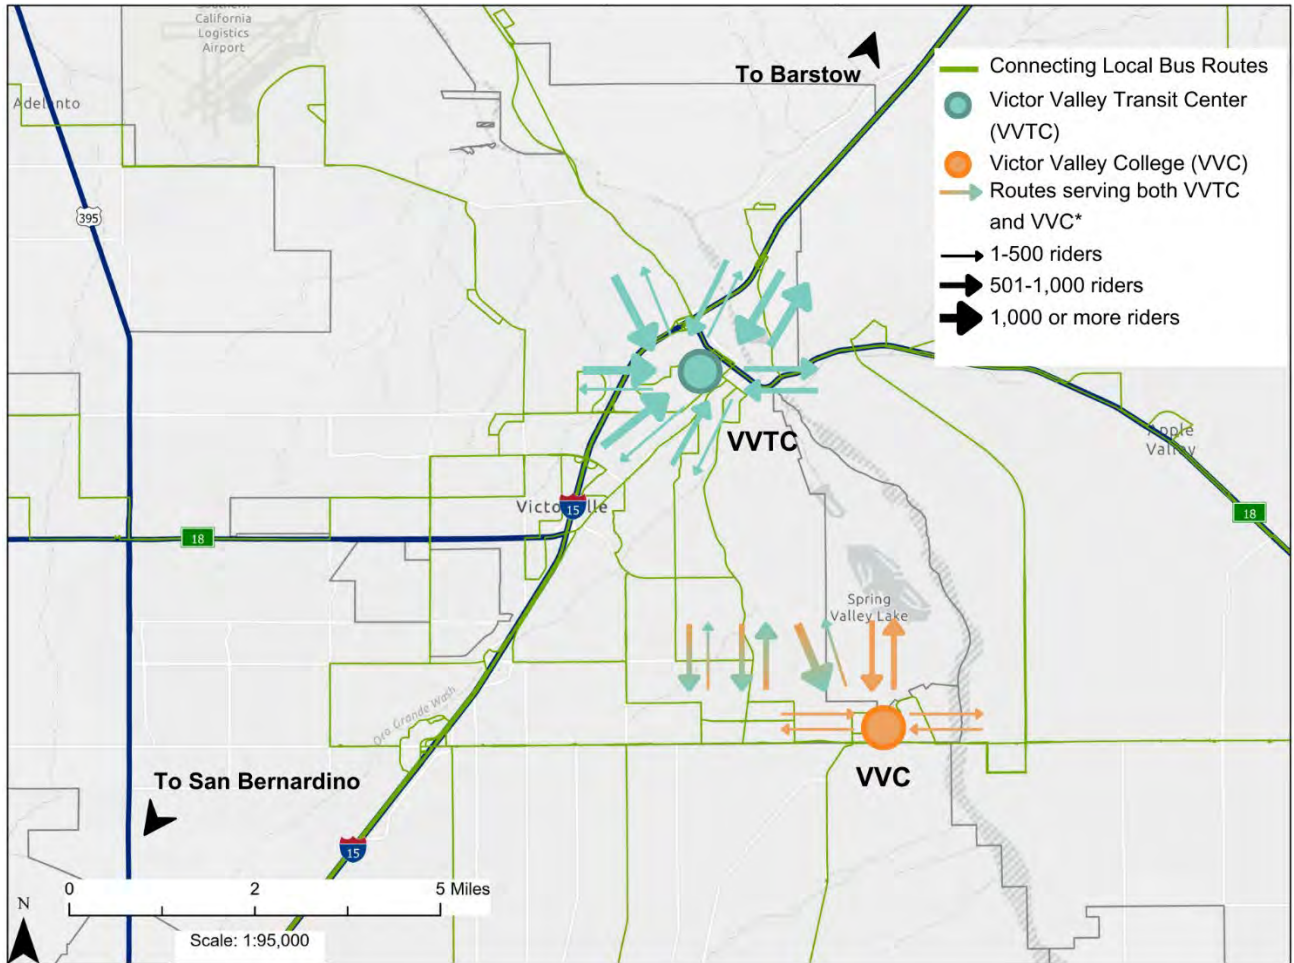 Southern
California
Logistics
Airport
To Barstow
Connecting Local Bus Routes
Victor Valley Transit Center
(VVTC)
Victor Valley College (VVC)
Routes serving both VVTC
and VVC*
1-500 riders
501-1,000 riders
1,000 or more riders
Adelanto
395
VVTC
Apple
Valley
Victo lle
15
18
18
Spring
Valley Lake
Oro Grande Wash
VVC
To San Bernardino
15
0 2 5 Miles
N
Scale: 1:95,000